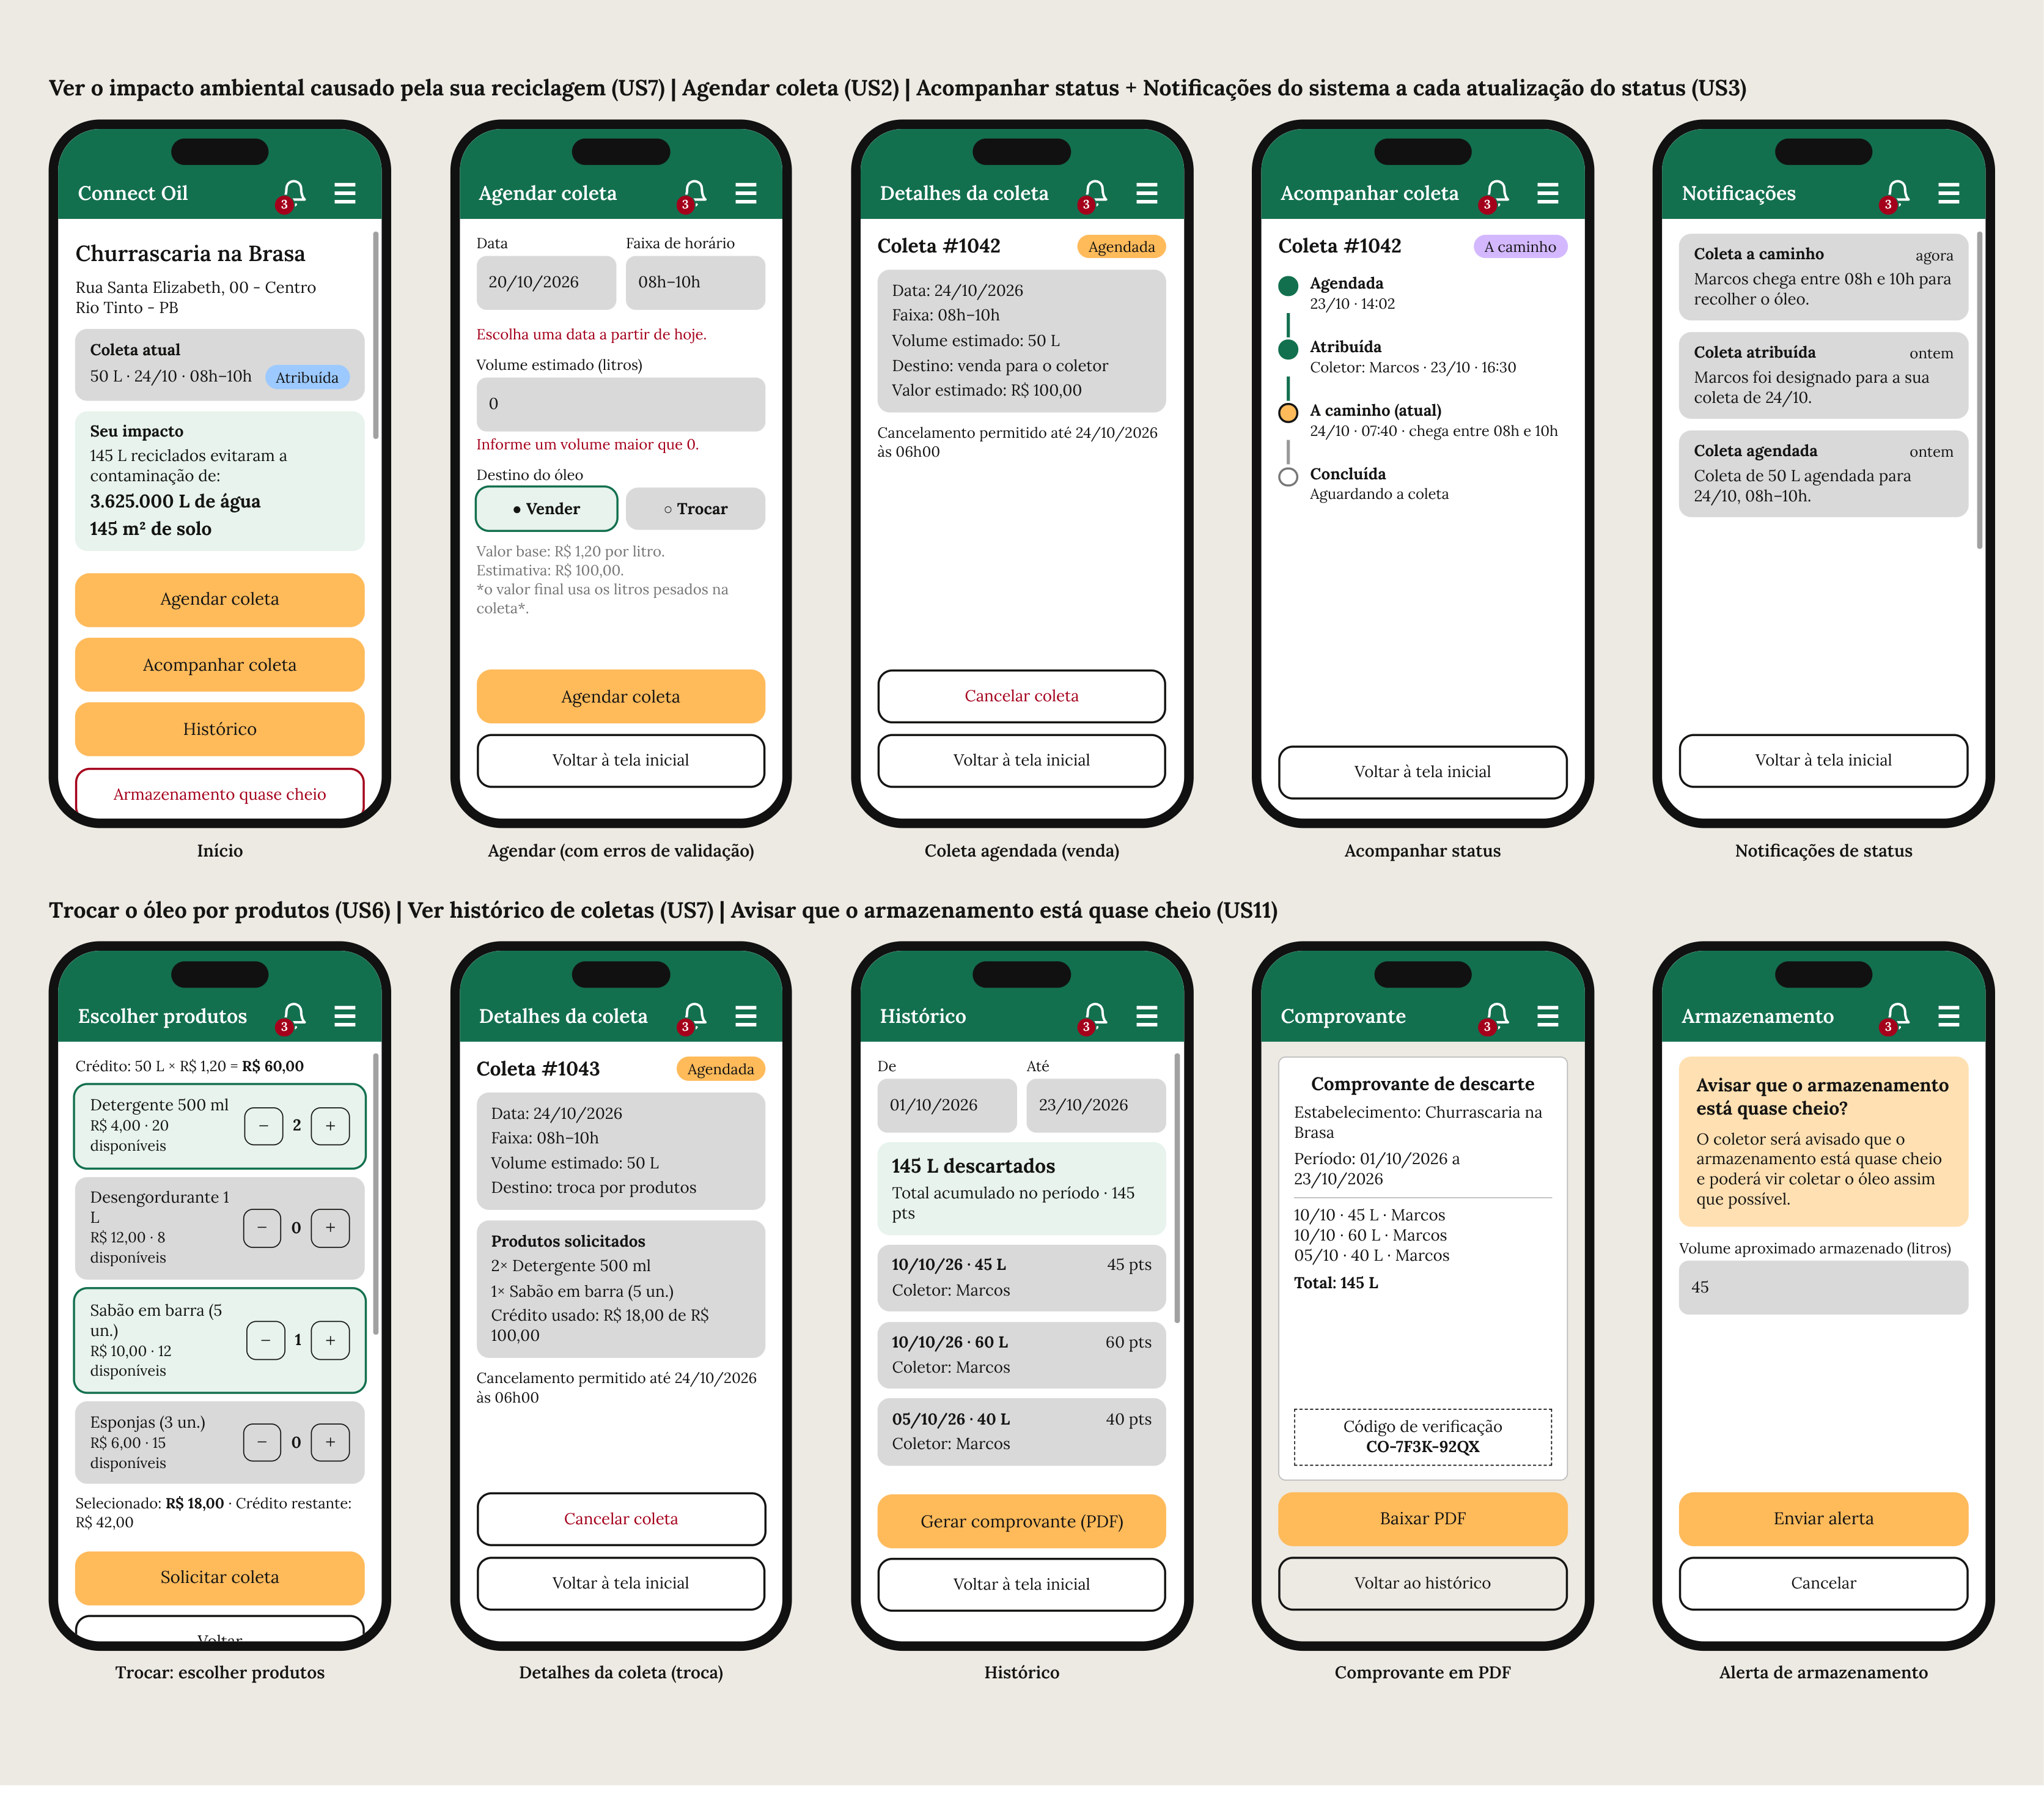 Ver o impacto ambiental causado pela sua reciclagem (US7) | Agendar coleta (US2) | Acompanhar status + Notificações do sistema a cada atualização do status (US3)
Connect Oil
3
Churrascaria na Brasa
Rua Santa Elizabeth, 00 - Centro
Rio Tinto - PB
Coleta atual
50 L · 24/10 · 08h–10h
Atribuída
Seu impacto
145 L reciclados evitaram a
contaminação de:
3.625.000 L de água
145 m² de solo
Agendar coleta
Acompanhar coleta
Histórico
Armazenamento quase cheio
Início
Agendar coleta
3
Data
Faixa de horário
20/10/2026
08h–10h
Escolha uma data a partir de hoje.
Volume estimado (litros)
0
Informe um volume maior que 0.
Destino do óleo
● Vender
○ Trocar
Valor base: R$ 1,20 por litro.
Estimativa: R$ 100,00.
*o valor final usa os litros pesados na
coleta*.
Agendar coleta
Voltar à tela inicial
Agendar (com erros de validação)
Detalhes da coleta
3
Coleta #1042
Agendada
Data: 24/10/2026
Faixa: 08h–10h
Volume estimado: 50 L
Destino: venda para o coletor
Valor estimado: R$ 100,00
Cancelamento permitido até 24/10/2026
às 06h00
Cancelar coleta
Voltar à tela inicial
Coleta agendada (venda)
Acompanhar coleta
3
Coleta #1042
A caminho
Agendada
23/10 · 14:02
Atribuída
Coletor: Marcos · 23/10 · 16:30
A caminho (atual)
24/10 · 07:40 · chega entre 08h e 10h
Concluída
Aguardando a coleta
Voltar à tela inicial
Acompanhar status
Notificações
3
Coleta a caminho
agora
Marcos chega entre 08h e 10h para
recolher o óleo.
Coleta atribuída
ontem
Marcos foi designado para a sua
coleta de 24/10.
Coleta agendada
ontem
Coleta de 50 L agendada para
24/10, 08h–10h.
Voltar à tela inicial
Notificações de status
Trocar o óleo por produtos (US6) | Ver histórico de coletas (US7) | Avisar que o armazenamento está quase cheio (US11)
Escolher produtos
3
Crédito: 50 L × R$ 1,20 = R$ 60,00
Detergente 500 ml
R$ 4,00 · 20
disponíveis
− 2 +
Desengordurante 1
L
R$ 12,00 · 8
disponíveis
− 0 +
Sabão em barra (5
un.)
R$ 10,00 · 12
disponíveis
− 1 +
Esponjas (3 un.)
R$ 6,00 · 15
disponíveis
− 0 +
Selecionado: R$ 18,00 · Crédito restante:
R$ 42,00
Solicitar coleta
Voltar
Trocar: escolher produtos
Detalhes da coleta
3
Coleta #1043
Agendada
Data: 24/10/2026
Faixa: 08h–10h
Volume estimado: 50 L
Destino: troca por produtos
Produtos solicitados
2× Detergente 500 ml
1× Sabão em barra (5 un.)
Crédito usado: R$ 18,00 de R$
100,00
Cancelamento permitido até 24/10/2026
às 06h00
Cancelar coleta
Voltar à tela inicial
Detalhes da coleta (troca)
Histórico
3
De
Até
01/10/2026
23/10/2026
145 L descartados
Total acumulado no período · 145
pts
10/10/26 · 45 L
45 pts
Coletor: Marcos
10/10/26 · 60 L
60 pts
Coletor: Marcos
05/10/26 · 40 L
40 pts
Coletor: Marcos
Gerar comprovante (PDF)
Voltar à tela inicial
Histórico
Comprovante
3
Comprovante de descarte
Estabelecimento: Churrascaria na
Brasa
Período: 01/10/2026 a
23/10/2026
10/10 · 45 L · Marcos
10/10 · 60 L · Marcos
05/10 · 40 L · Marcos
Total: 145 L
Código de verificação
CO-7F3K-92QX
Baixar PDF
Voltar ao histórico
Comprovante em PDF
Armazenamento
3
Avisar que o armazenamento
está quase cheio?
O coletor será avisado que o
armazenamento está quase cheio
e poderá vir coletar o óleo assim
que possível.
Volume aproximado armazenado (litros)
45
Enviar alerta
Cancelar
Alerta de armazenamento